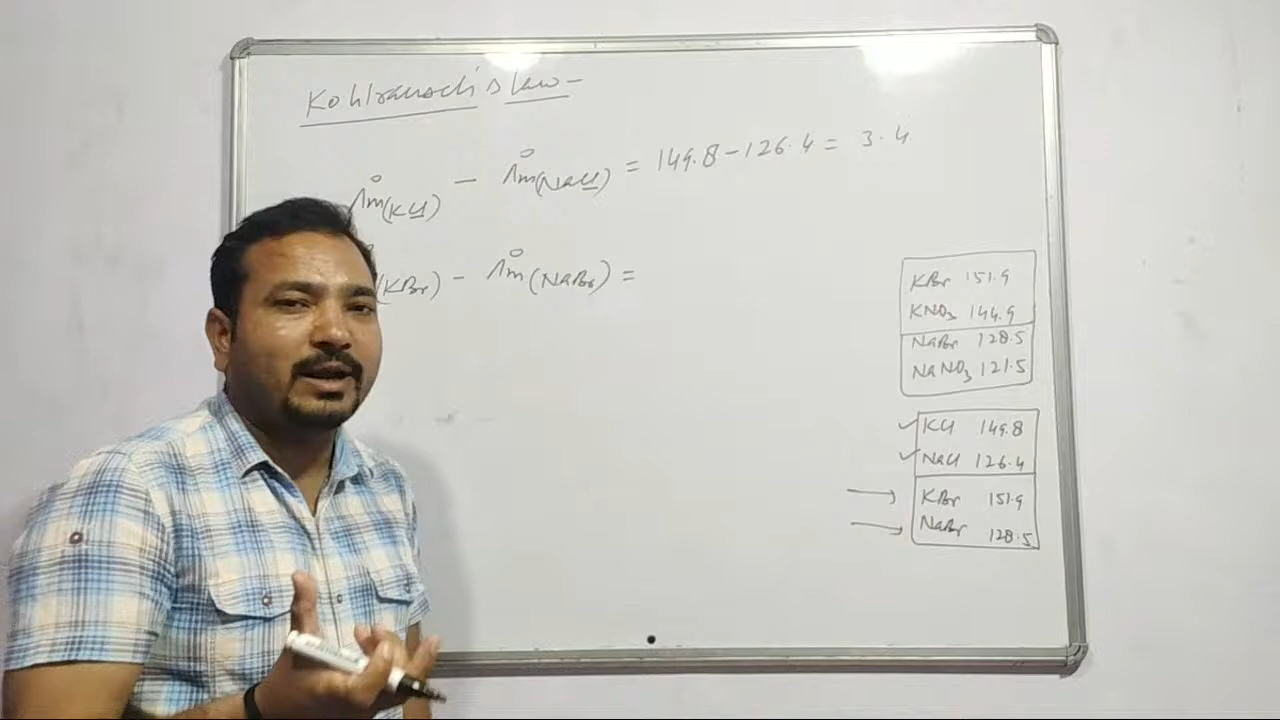 Kohlrausch's law-
Λ°m(KCl) - Λ°m(NaCl) = 149.8-126.4 = 3.4
(KBr) - Λ°m(NaBr) =
KBr 151.9
KNO3 144.9
NaBr 128.5
NaNO3 121.5
✓ KCl 149.8
✓ NaCl 126.4
→ KBr 151.9
→ NaBr 128.5